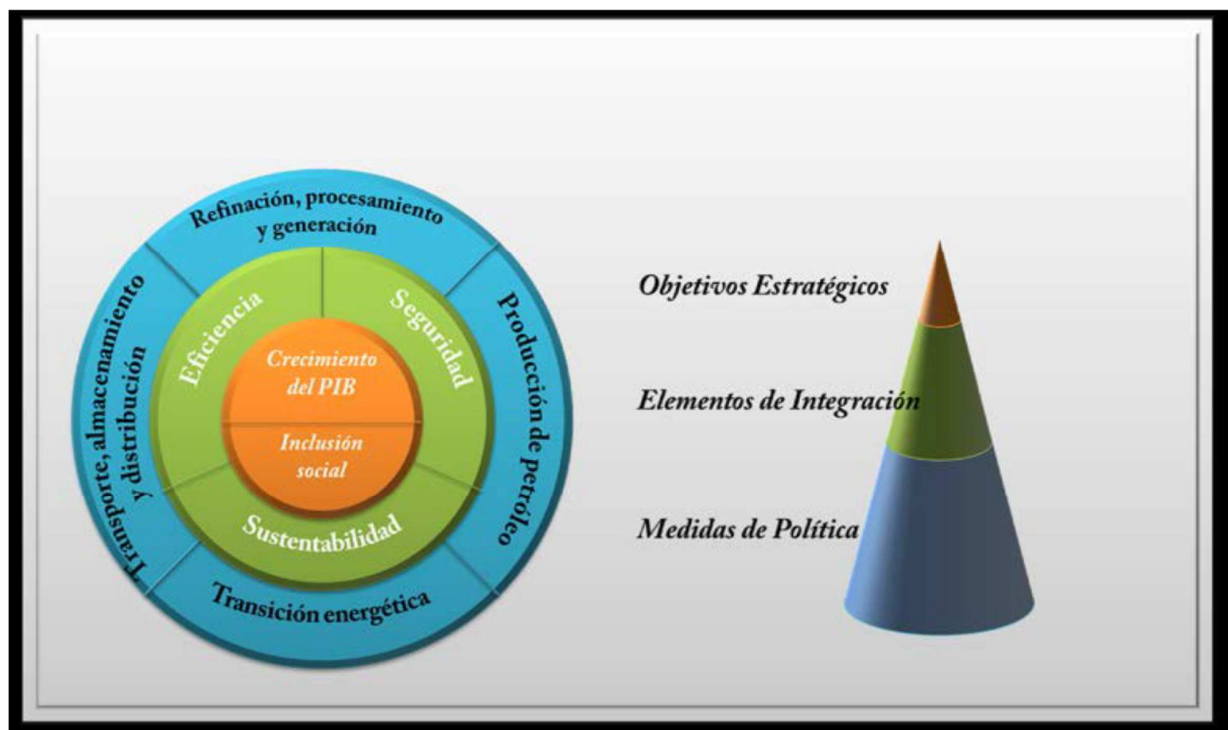 Refinación, procesamiento
y generación
Transporte, almacenamiento
y distribución
Producción de petróleo
Transición energética
Eficiencia
Seguridad
Sustentabilidad
Crecimiento
del PIB
Inclusión
social
Objetivos Estratégicos
Elementos de Integración
Medidas de Política